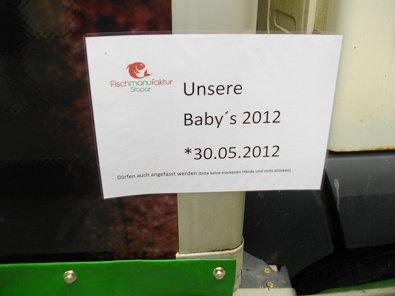 Fischmanufaktur
Stopar
Unsere
Baby´s 2012
*30.05.2012
Dürfen auch angefasst werden (bitte keine trockenen Hände und nicht drücken)